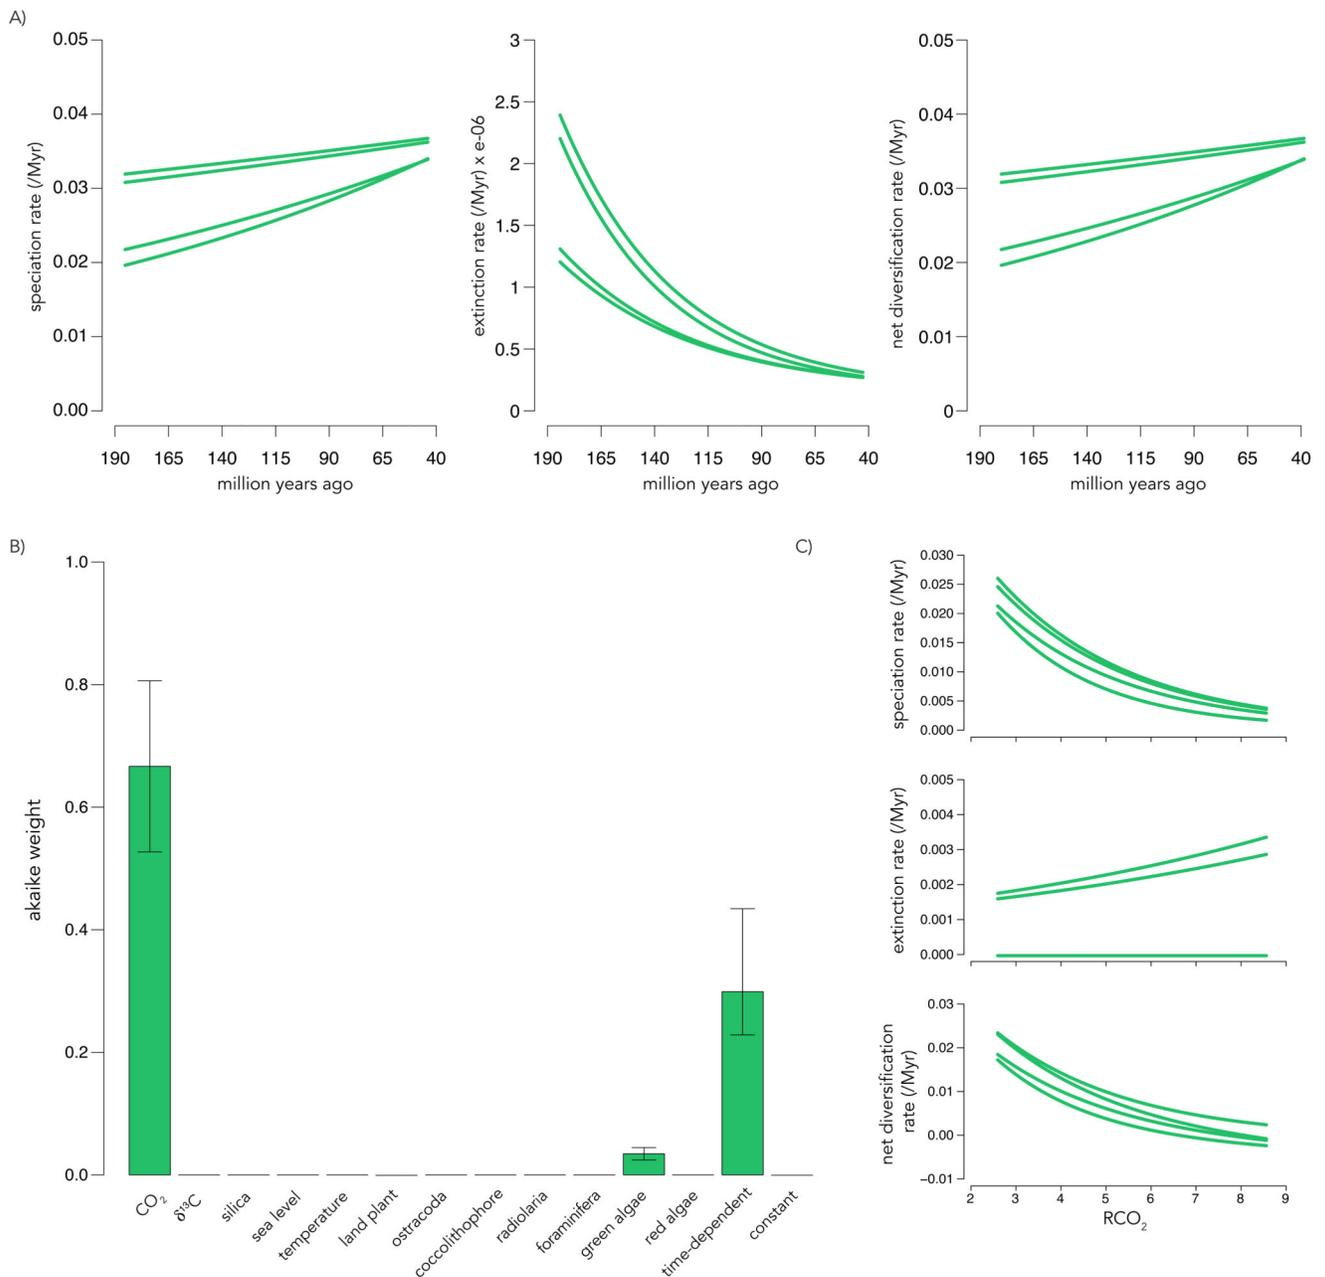 A)
speciation rate (/Myr)
0.05
0.04
0.03
0.02
0.01
0.00
190 165 140 115 90 65 40
million years ago
extinction rate (/Myr) x e-06
3
2.5
2
1.5
1
0.5
0
190 165 140 115 90 65 40
million years ago
net diversification rate (/Myr)
0.05
0.04
0.03
0.02
0.01
0
190 165 140 115 90 65 40
million years ago
B)
akaike weight
1.0
0.8
0.6
0.4
0.2
0.0
CO₂
δ¹³C
silica
sea level
temperature
land plant
ostracoda
coccolithophore
radiolaria
foraminifera
green algae
red algae
time-dependent
constant
C)
speciation rate (/Myr)
0.030
0.025
0.020
0.015
0.010
0.005
0.000
extinction rate (/Myr)
0.005
0.004
0.003
0.002
0.001
0.000
net diversification
rate (/Myr)
0.03
0.02
0.01
0.00
−0.01
2 3 4 5 6 7 8 9
RCO₂